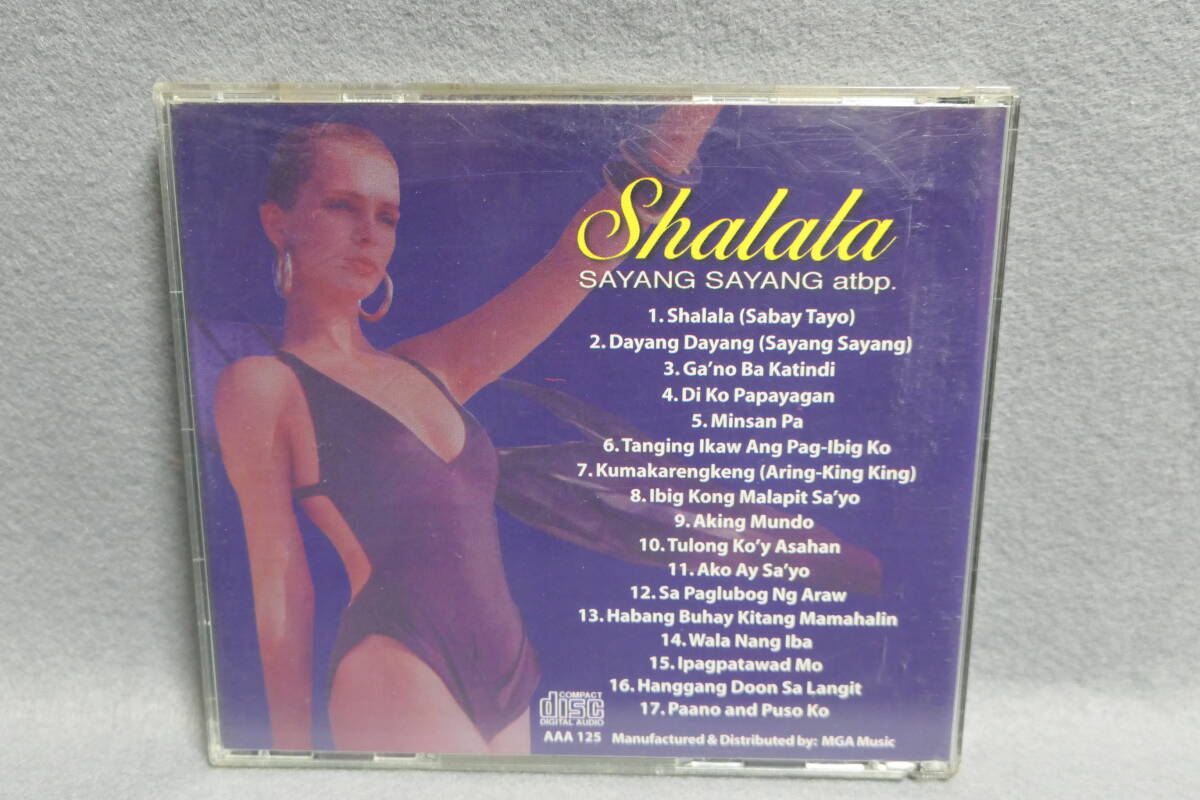 Shalala
SAYANG SAYANG atbp.
1. Shalala (Sabay Tayo)
2. Dayang Dayang (Sayang Sayang)
3. Ga'no Ba Katindi
4. Di Ko Papayagan
5. Minsan Pa
6. Tanging Ikaw Ang Pag-Ibig Ko
7. Kumakarengkeng (Aring-King King)
8. Ibig Kong Malapit Sa'yo
9. Aking Mundo
10. Tulong Ko'y Asahan
11. Ako Ay Sa'yo
12. Sa Paglubog Ng Araw
13. Habang Buhay Kitang Mamahalin
14. Wala Nang Iba
15. Ipagpatawad Mo
16. Hanggang Doon Sa Langit
17. Paano and Puso Ko
COMPACT
disc
DIGITAL AUDIO
AAA 125 Manufactured & Distributed by: MGA Music